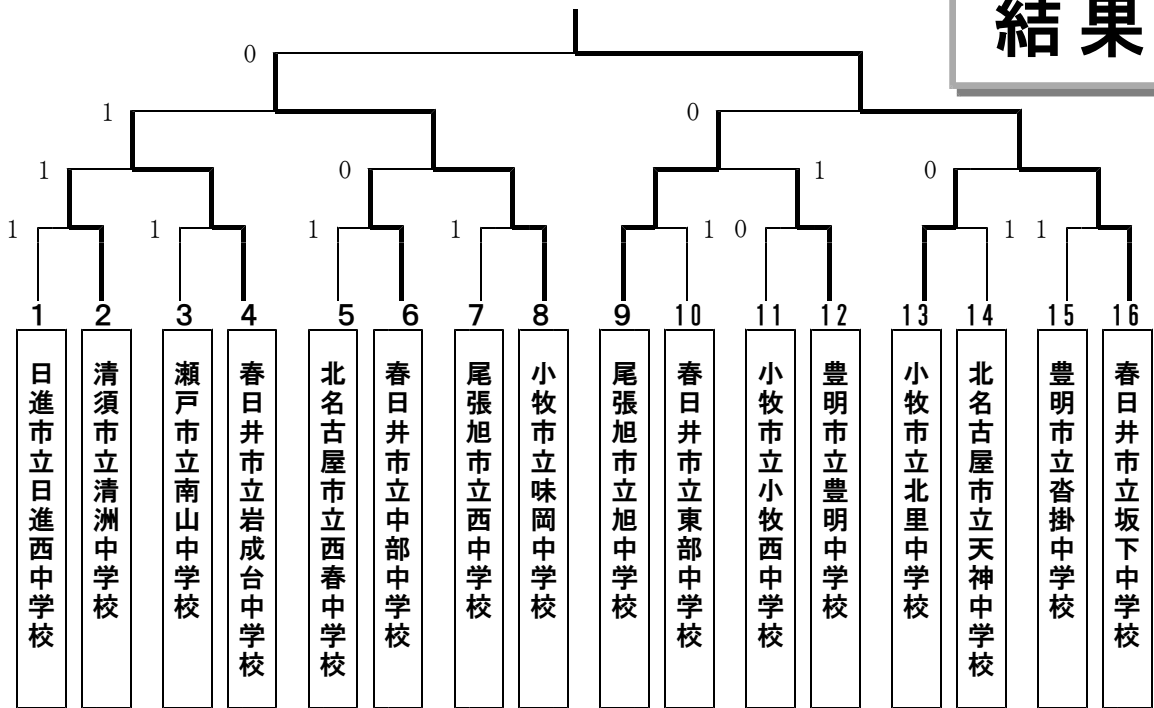 結果
0
1
0
1
0
1
0
1
1
1
1
1
0
1
1
1
2
3
4
5
6
7
8
9
10
11
12
13
14
15
16
日進市立日進西中学校
清須市立清洲中学校
瀬戸市立南山中学校
春日井市立岩成台中学校
北名古屋市立西春中学校
春日井市立中部中学校
尾張旭市立西中学校
小牧市立味岡中学校
尾張旭市立旭中学校
春日井市立東部中学校
小牧市立小牧西中学校
豊明市立豊明中学校
小牧市立北里中学校
北名古屋市立天神中学校
豊明市立沓掛中学校
春日井市立坂下中学校